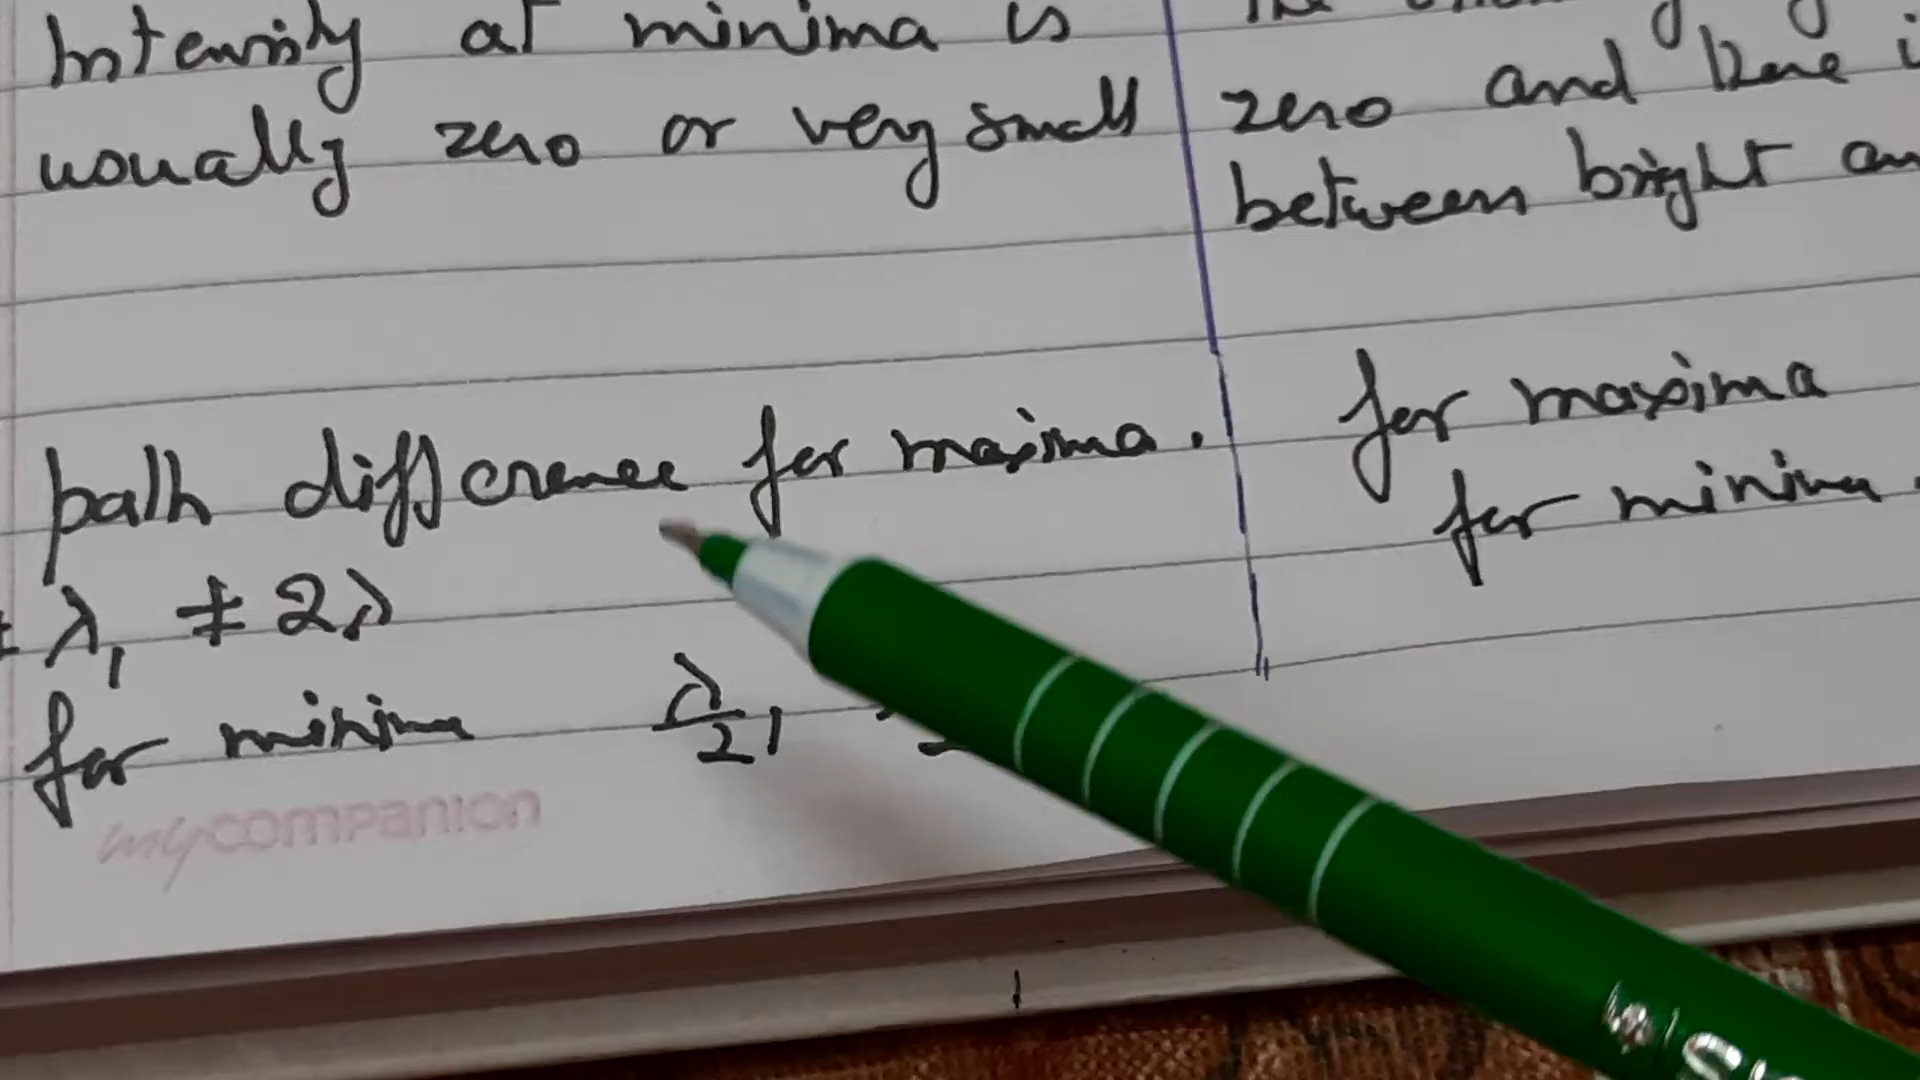 Intensity at minima is
usually zero or very small
path difference for maxima.
± λ, ± 2λ
for minima λ/2,
zero and there
between bright
for maxima
for minima.
mycompanion